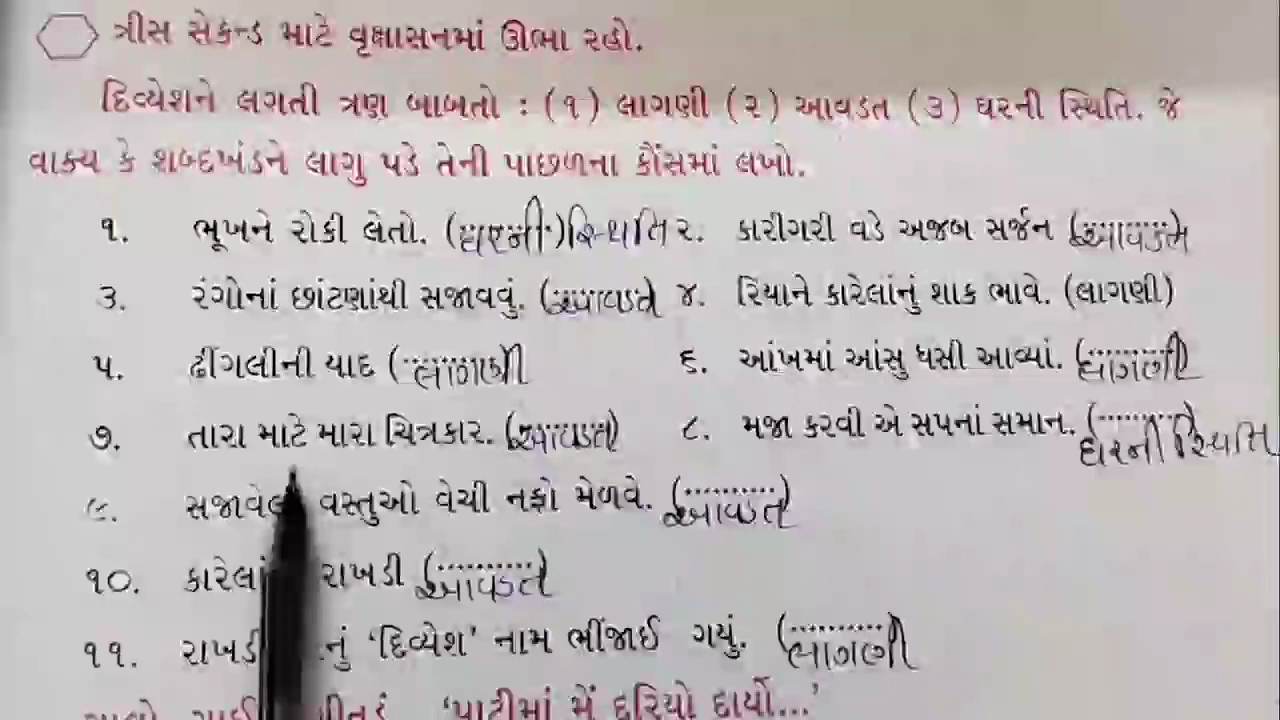 ત્રીસ સેકન્ડ માટે વૃક્ષાસનમાં ઊભા રહો.
દિવ્યેશને લગતી ત્રણ બાબતો : (૧) લાગણી (૨) આવડત (૩) ઘરની સ્થિતિ. જે
વાક્ય કે શબ્દખંડને લાગુ પડે તેની પાછળના કૌંસમાં લખો.
૧. ભૂખને રોકી લેતો. (ઘરની) સ્થિતિ ૨. કારીગરી વડે અજબ સર્જન (આવડત)
૩. રંગોનાં છાંટણાંથી સજાવવું. (આવડત) ૪. રિયાને કારેલાંનું શાક ભાવે. (લાગણી)
૫. ઢીંગલીની યાદ (લાગણી) ૬. આંખમાં આંસુ ધસી આવ્યાં. (લાગણી)
૭. તારા માટે મારા ચિત્રકાર. (આવડત) ૮. મજા કરવી એ સપનાં સમાન. (ઘરની સ્થિતિ)
૯. વસ્તુઓ વેચી નફો મેળવે. (આવડત)
૧૦. રાખડી (આવડત)
૧૧. 'દિવ્યેશ' નામ ભીંજાઈ ગયું. (લાગણી)
'પાટીમાં મેં દરિયો દોર્યો...'